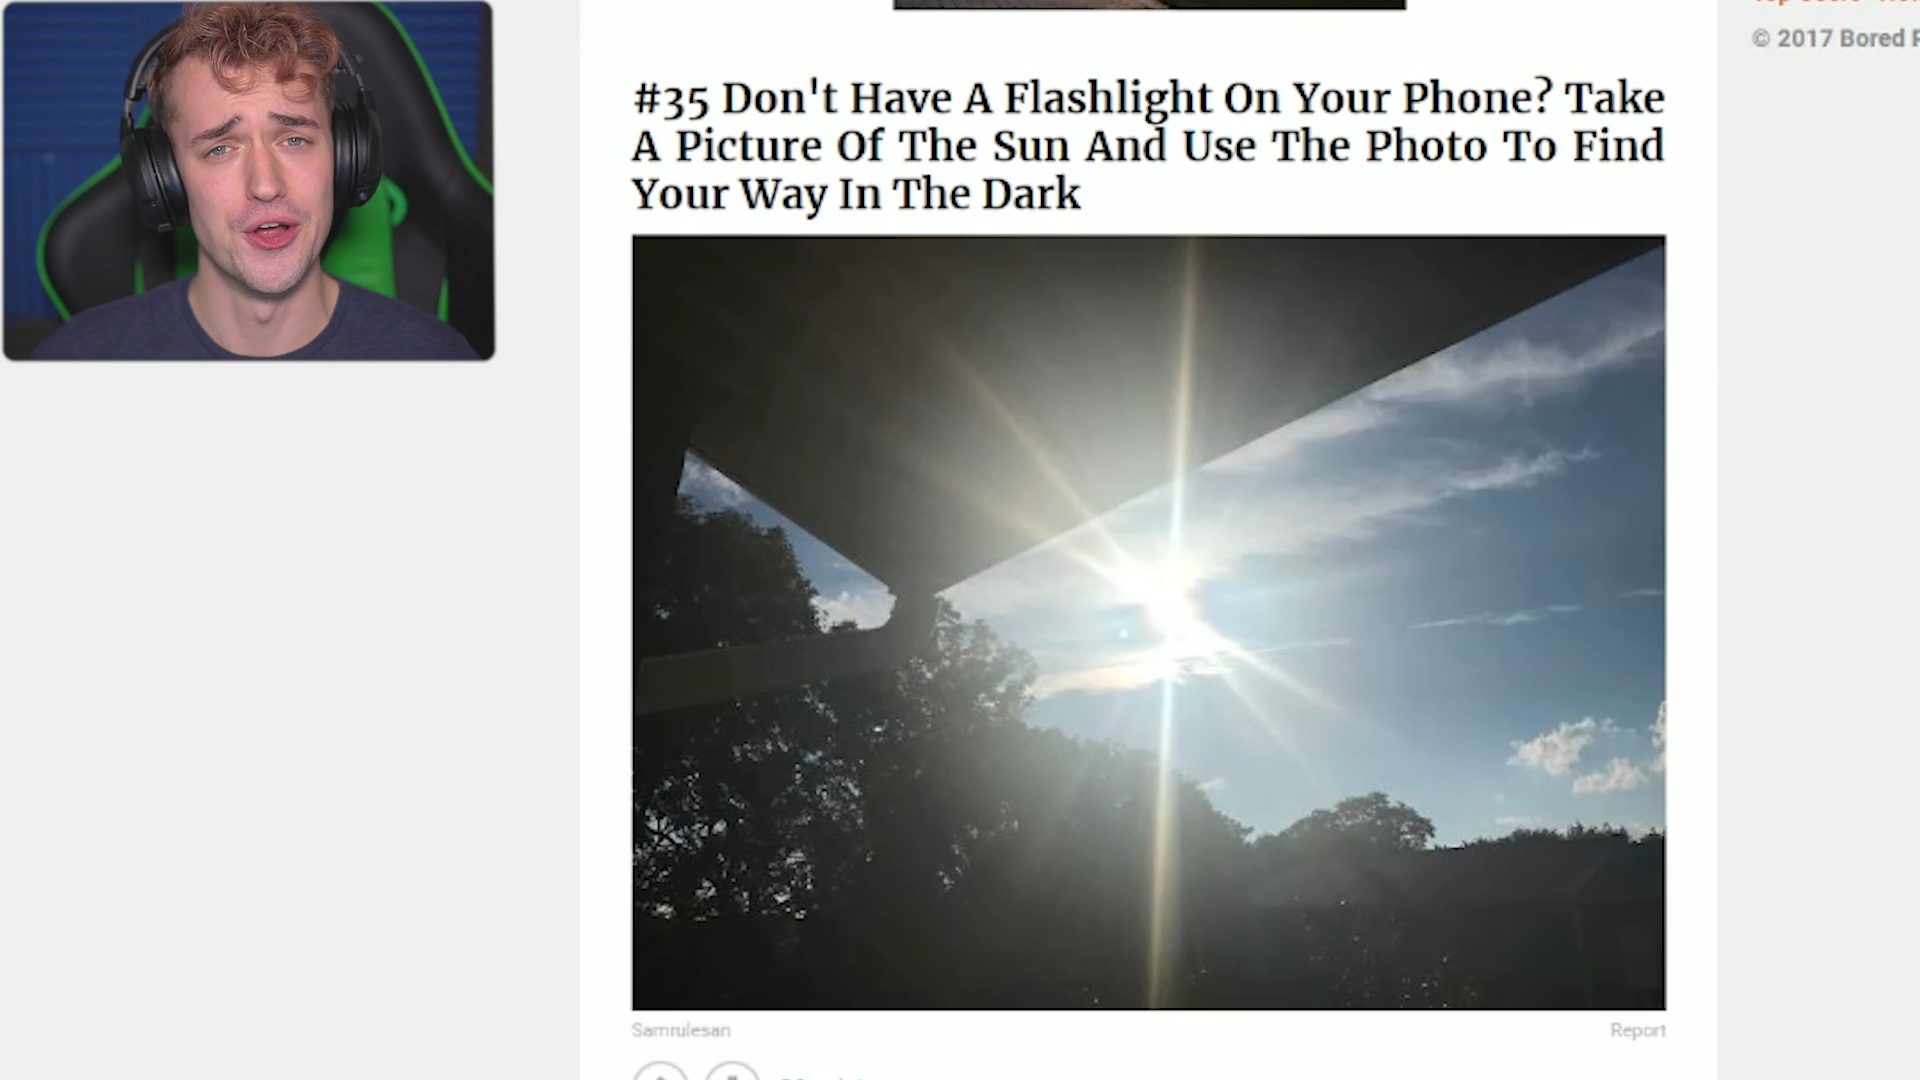 © 2017 Bored
#35 Don't Have A Flashlight On Your Phone? Take
A Picture Of The Sun And Use The Photo To Find
Your Way In The Dark
Samrulesan
Report